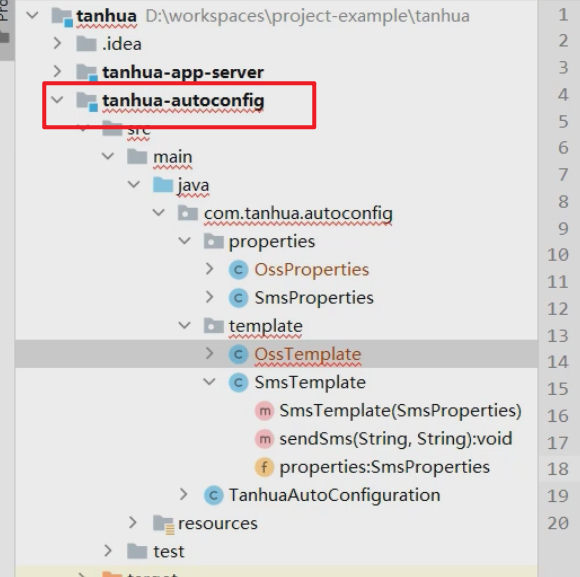 Pro
tanhua D:\workspaces\project-example\tanhua
.idea
tanhua-app-server
tanhua-autoconfig
src
main
java
com.tanhua.autoconfig
properties
C OssProperties
C SmsProperties
template
C OssTemplate
C SmsTemplate
m SmsTemplate(SmsProperties)
m sendSms(String, String):void
f properties:SmsProperties
C TanhuaAutoConfiguration
resources
test
target
1
2
3
4
5
6
7
8
9
10
11
12
13
14
15
16
17
18
19
20